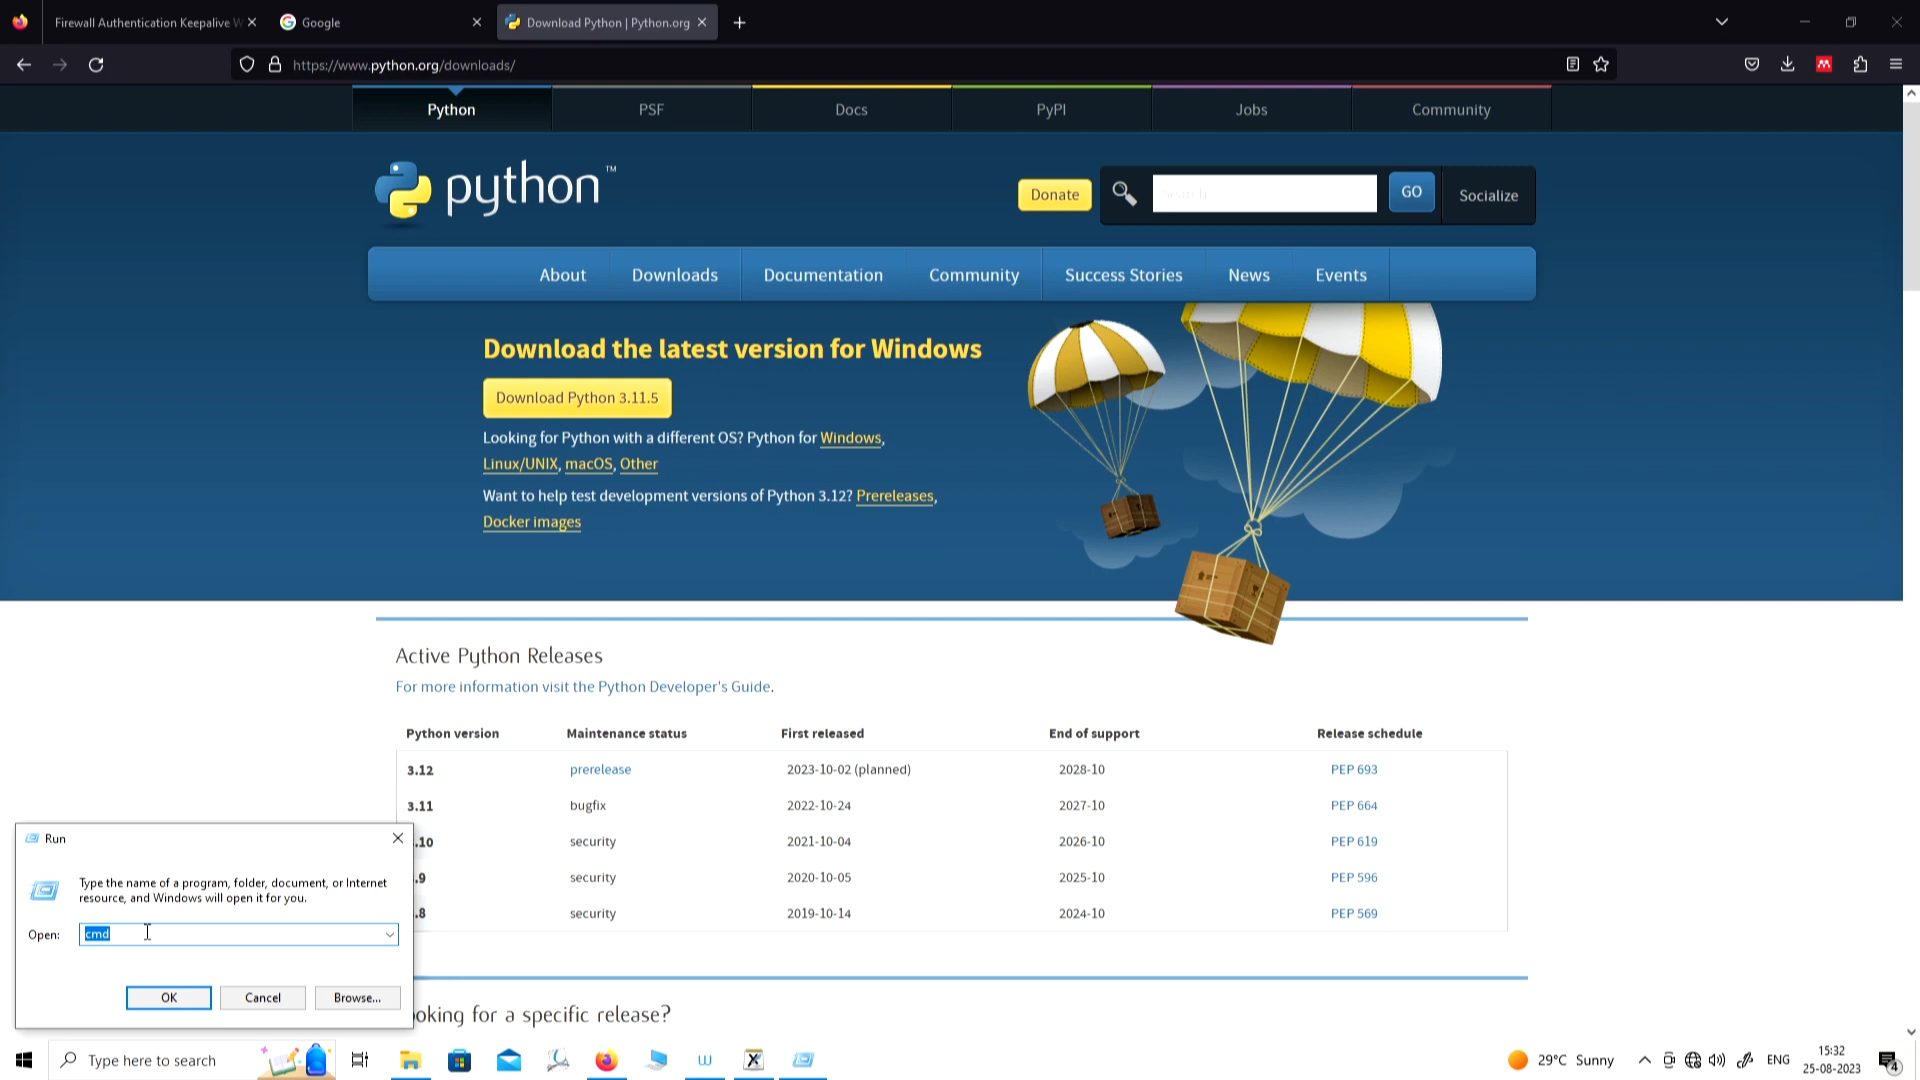 Firewall Authentication Keepalive W
Google
Download Python | Python.org
https://www.python.org/downloads/
Python
PSF
Docs
PyPI
Jobs
Community
python™
Donate
GO
Socialize
About
Downloads
Documentation
Community
Success Stories
News
Events
Download the latest version for Windows
Download Python 3.11.5
Looking for Python with a different OS? Python for Windows,
Linux/UNIX, macOS, Other
Want to help test development versions of Python 3.12? Prereleases,
Docker images
Active Python Releases
For more information visit the Python Developer's Guide.
Python version Maintenance status First released End of support Release schedule
3.12 prerelease 2023-10-02 (planned) 2028-10 PEP 693
3.11 bugfix 2022-10-24 2027-10 PEP 664
.10 security 2021-10-04 2026-10 PEP 619
.9 security 2020-10-05 2025-10 PEP 596
.8 security 2019-10-14 2024-10 PEP 569
ooking for a specific release?
Run
Type the name of a program, folder, document, or Internet
resource, and Windows will open it for you.
Open: cmd
OK
Cancel
Browse...
Type here to search
29°C Sunny
ENG
15:32
25-08-2023
4